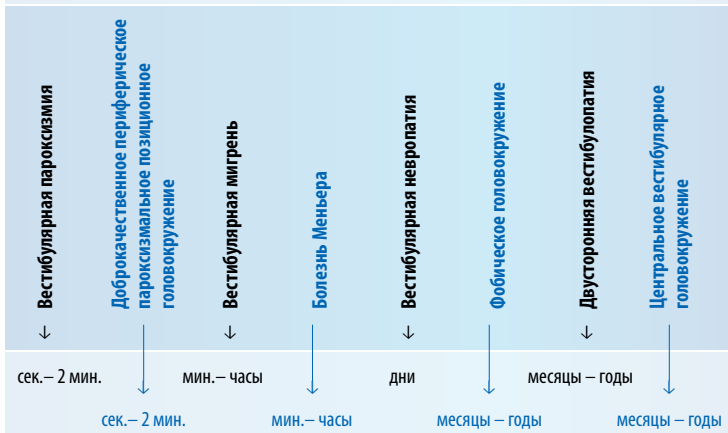 Вестибулярная пароксизмия
Доброкачественное периферическое
пароксизмальное позиционное
головокружение
Вестибулярная мигрень
Болезнь Меньера
Вестибулярная невропатия
Фобическое головокружение
Двусторонняя вестибулопатия
Центральное вестибулярное
головокружение
сек.– 2 мин.
мин.– часы
дни
месяцы – годы
сек.– 2 мин.
мин.– часы
месяцы – годы
месяцы – годы